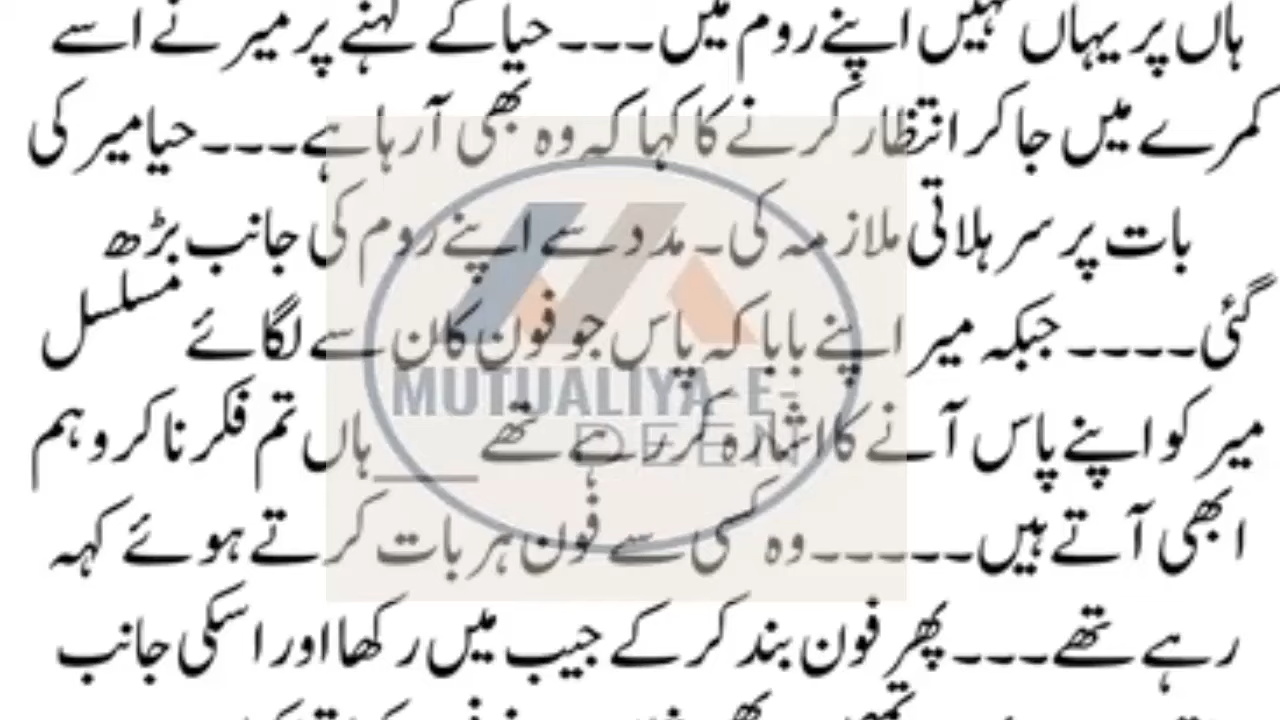 ہاں پر یہاں نہیں اپنے روم میں۔۔۔ حیا کے کہنے پر میر نے اسے
کمرے میں جا کر انتظار کرنے کا کہا کہ وہ بھی آ رہا ہے۔۔۔ حیا میر کی
بات پر سر ہلاتی ملازمہ کی۔ مدد سے اپنے روم کی جانب بڑھ
گئی۔۔۔۔ جبکہ میر اپنے بابا کہ پاس جو فون کان سے لگائے مسلسل
MUTUALIYA-E-
میر کو اپنے پاس آنے کا اشارہ کر رہے تھے ____ہاں تم فکر نا کرو ہم
DEEN
ابھی آتے ہیں۔۔۔۔۔ وہ کسی سے فون ہر بات کرتے ہوئے کہہ
رہے تھے۔۔۔ پھر فون بند کر کے جیب میں رکھا اور اسکی جانب